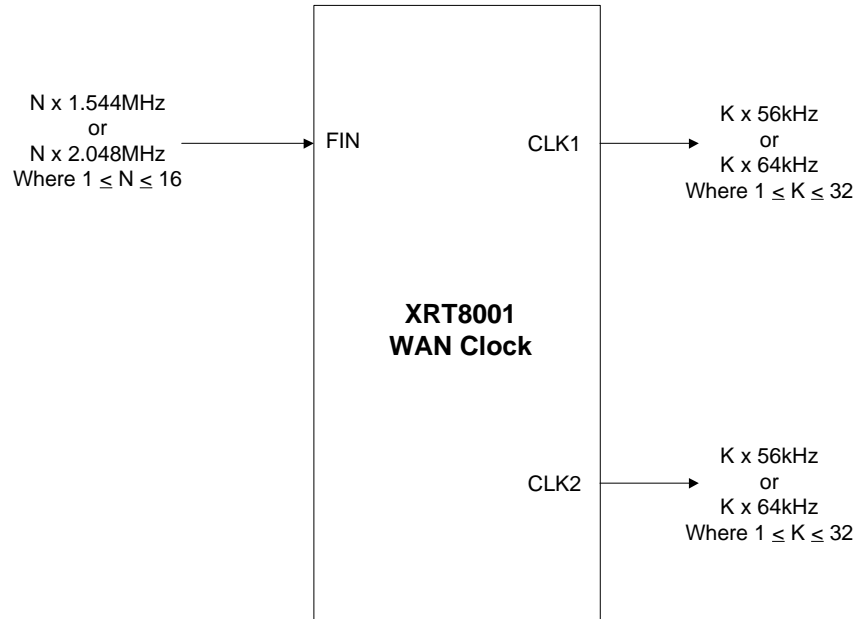 N x 1.544MHz
or
N x 2.048MHz
Where 1 ≤ N ≤ 16
FIN
CLK1
K x 56kHz
or
K x 64kHz
Where 1 ≤ K ≤ 32
XRT8001
WAN Clock
CLK2
K x 56kHz
or
K x 64kHz
Where 1 ≤ K ≤ 32